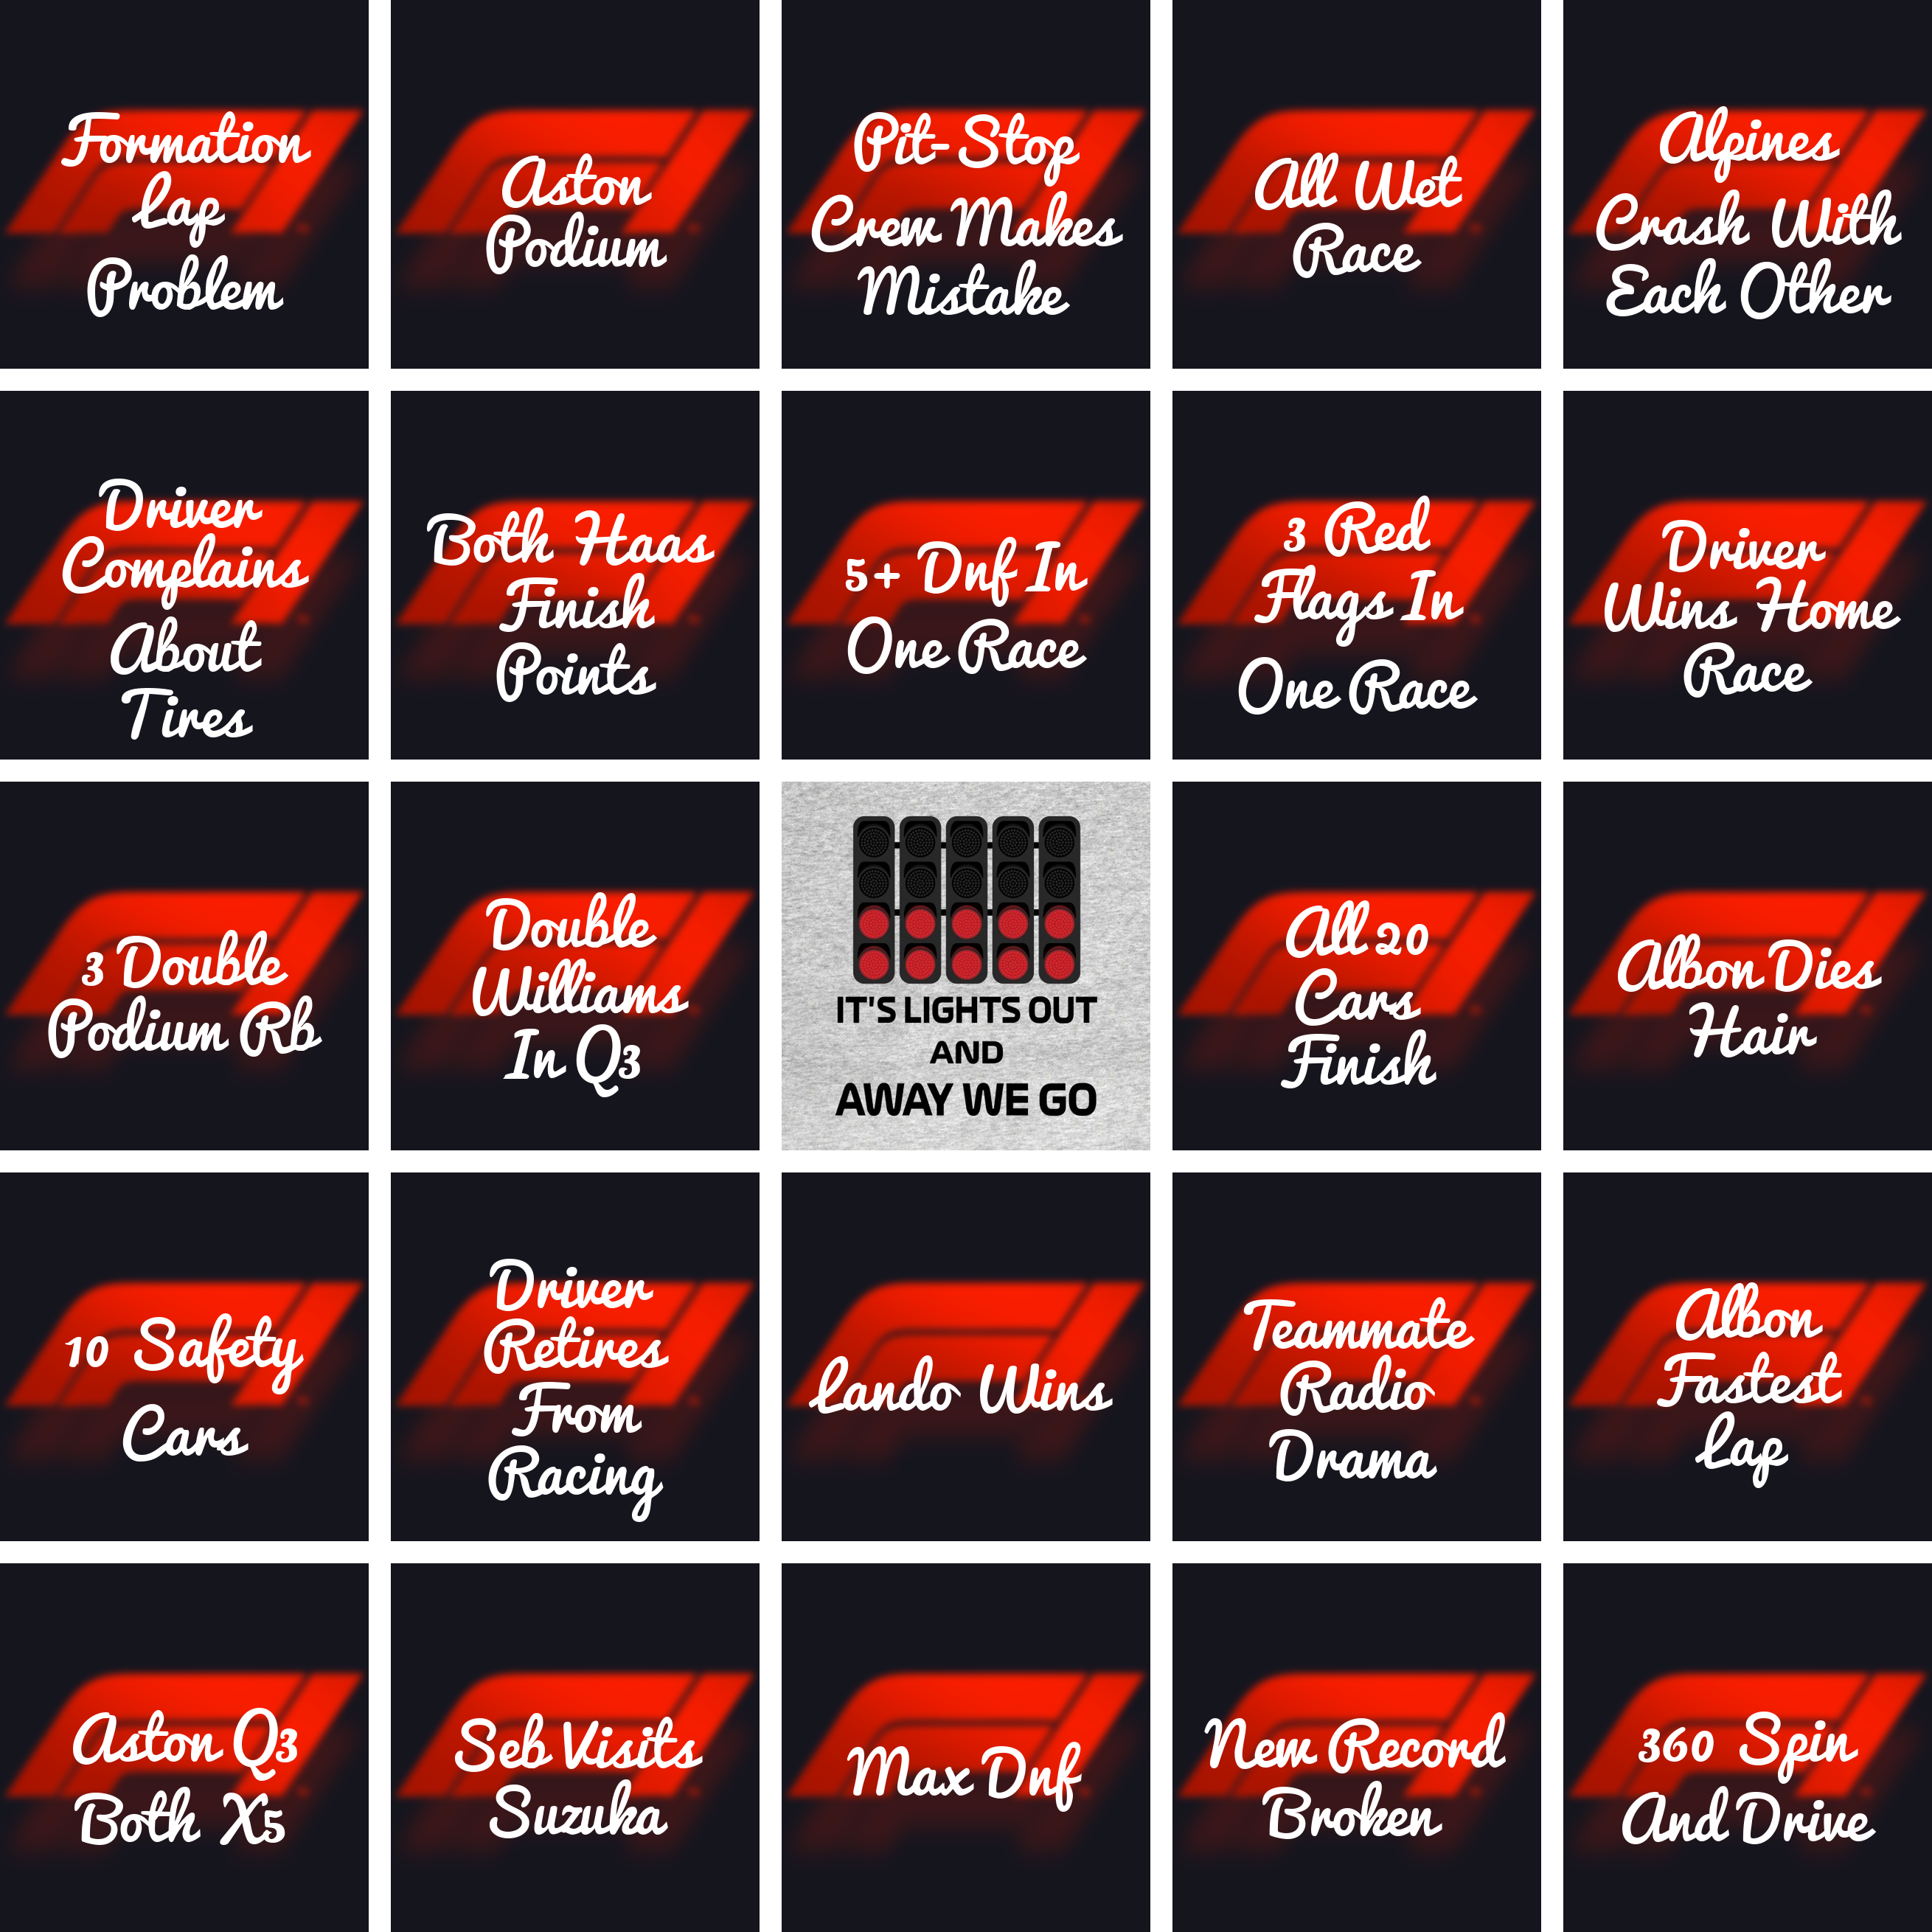 Formation
Lap
Problem
Aston
Podium
Pit-Stop
Crew Makes
Mistake
All Wet
Race
Alpines
Crash With
Each Other
Driver
Complains
About
Tires
Both Haas
Finish
Points
5+ Dnf In
One Race
3 Red
Flags In
One Race
Driver
Wins Home
Race
3 Double
Podium Rb
Double
Williams
In Q3
IT'S LIGHTS OUT
AND
AWAY WE GO
All 20
Cars
Finish
Albon Dies
Hair
10 Safety
Cars
Driver
Retires
From
Racing
Lando Wins
Teammate
Radio
Drama
Albon
Fastest
Lap
Aston Q3
Both X5
Seb Visits
Suzuka
Max Dnf
New Record
Broken
360 Spin
And Drive